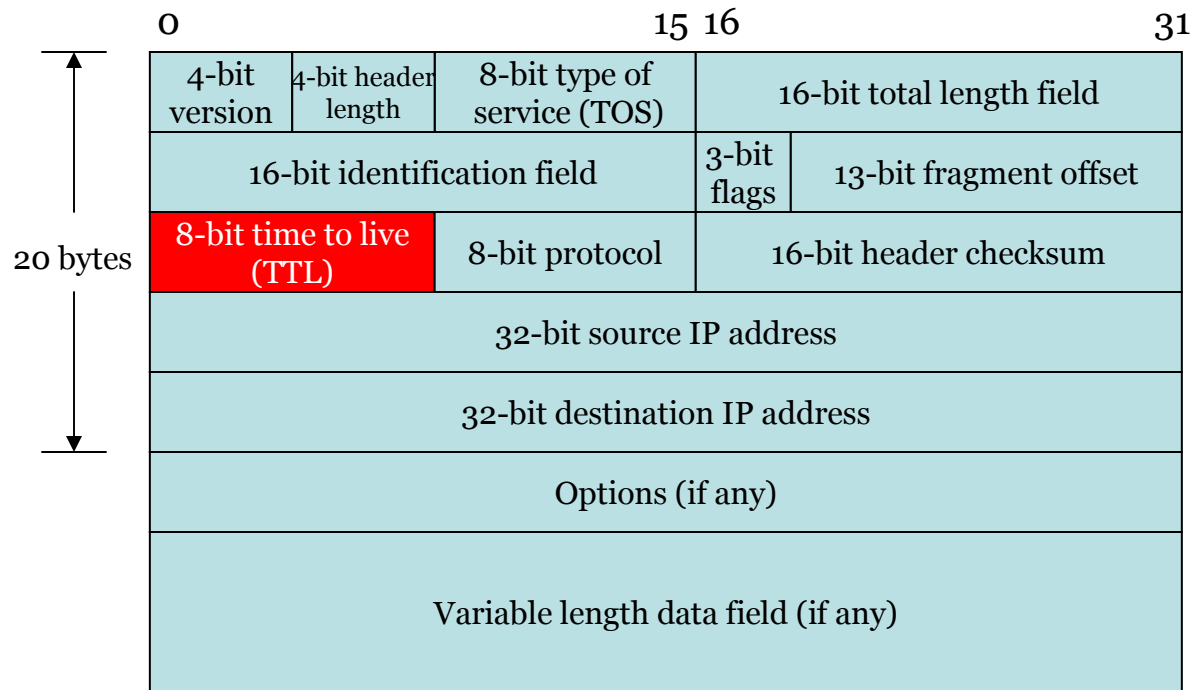 0 15 16 31
4-bit
version
4-bit header
length
8-bit type of
service (TOS)
16-bit total length field
16-bit identification field
3-bit
flags
13-bit fragment offset
8-bit time to live
(TTL)
8-bit protocol
16-bit header checksum
20 bytes
32-bit source IP address
32-bit destination IP address
Options (if any)
Variable length data field (if any)